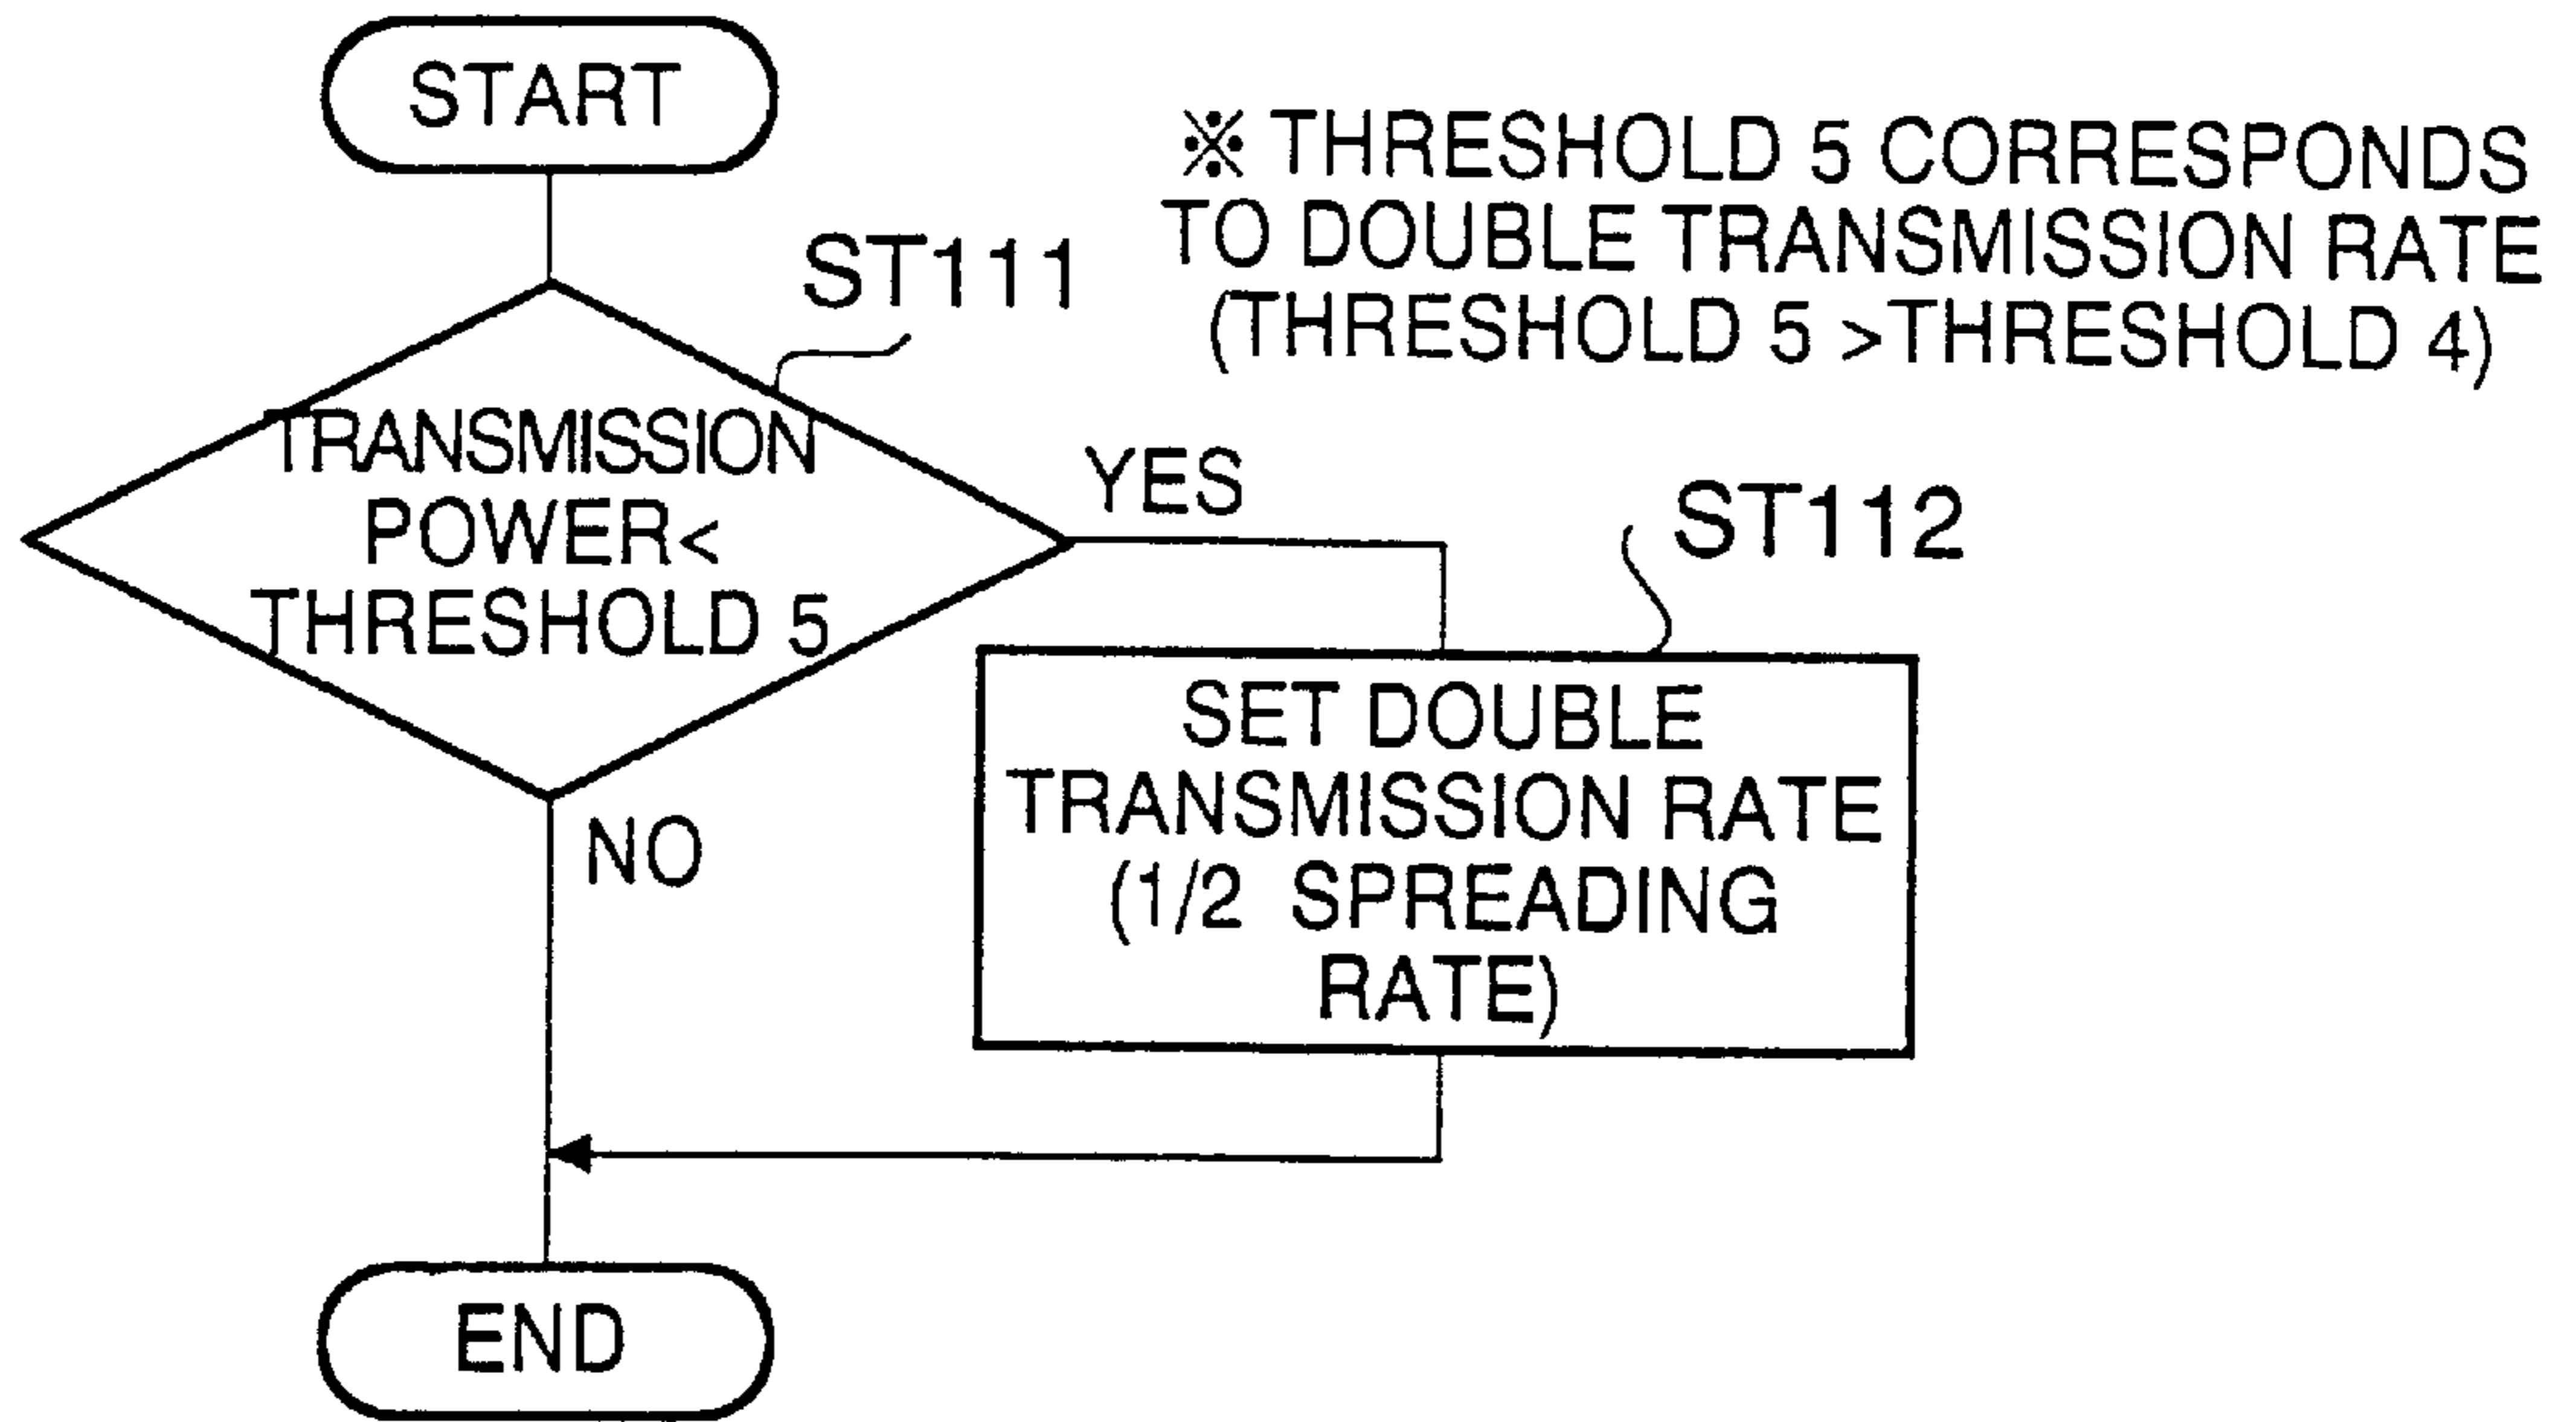 START
※ THRESHOLD 5 CORRESPONDS
TO DOUBLE TRANSMISSION RATE
(THRESHOLD 5 >THRESHOLD 4)
ST111
TRANSMISSION
POWER<
THRESHOLD 5
YES
NO
ST112
SET DOUBLE
TRANSMISSION RATE
(1/2 SPREADING
RATE)
END